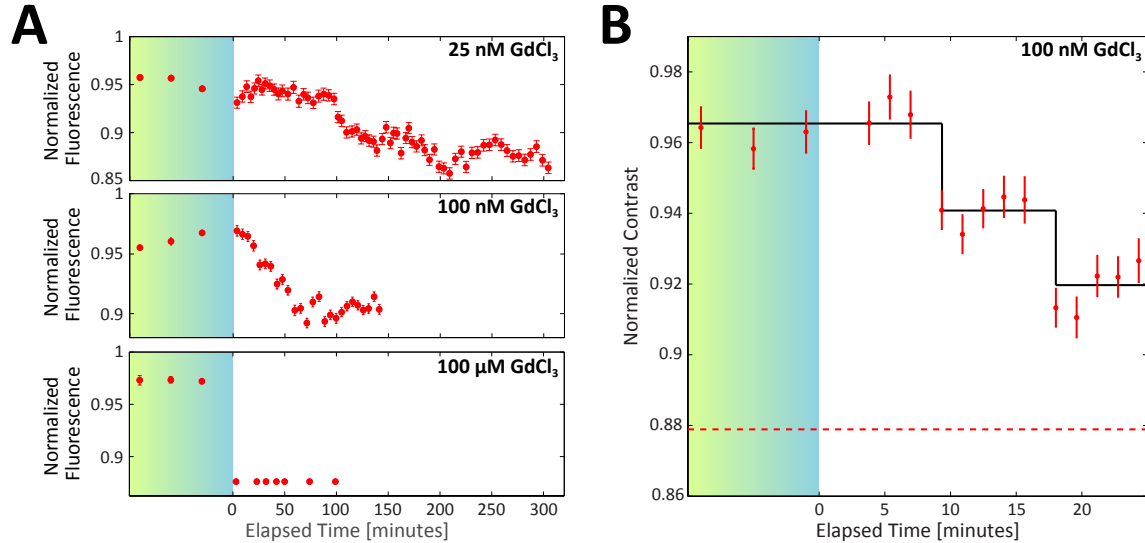 A
1
0.95
0.9
0.85
Normalized
Fluorescence
25 nM GdCl₃
1
0.95
0.9
Normalized
Fluorescence
100 nM GdCl₃
1
0.95
0.9
Normalized
Fluorescence
100 μM GdCl₃
0 50 100 150 200 250 300
Elapsed Time [minutes]
B
100 nM GdCl₃
0.98
0.96
0.94
0.92
0.9
0.88
0.86
Normalized Contrast
0 5 10 15 20
Elapsed Time [minutes]